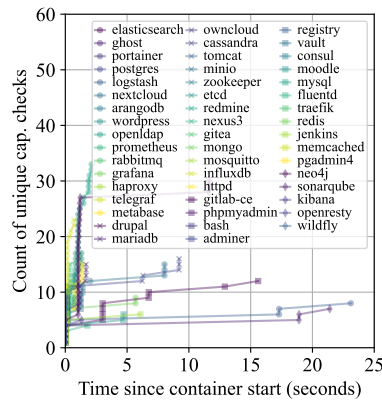 60
50
40
30
20
10
0
Count of unique cap. checks
elasticsearch
ghost
portainer
postgres
logstash
nextcloud
arangodb
wordpress
openldap
prometheus
rabbitmq
grafana
haproxy
telegraf
metabase
drupal
mariadb
owncloud
cassandra
tomcat
minio
zookeeper
etcd
redmine
nexus3
gitea
mongo
mosquitto
influxdb
httpd
gitlab-ce
phpmyadmin
bash
adminer
registry
vault
consul
moodle
mysql
fluentd
traefik
redis
jenkins
memcached
pgadmin4
neo4j
sonarqube
kibana
openresty
wildfly
0 5 10 15 20 25
Time since container start (seconds)